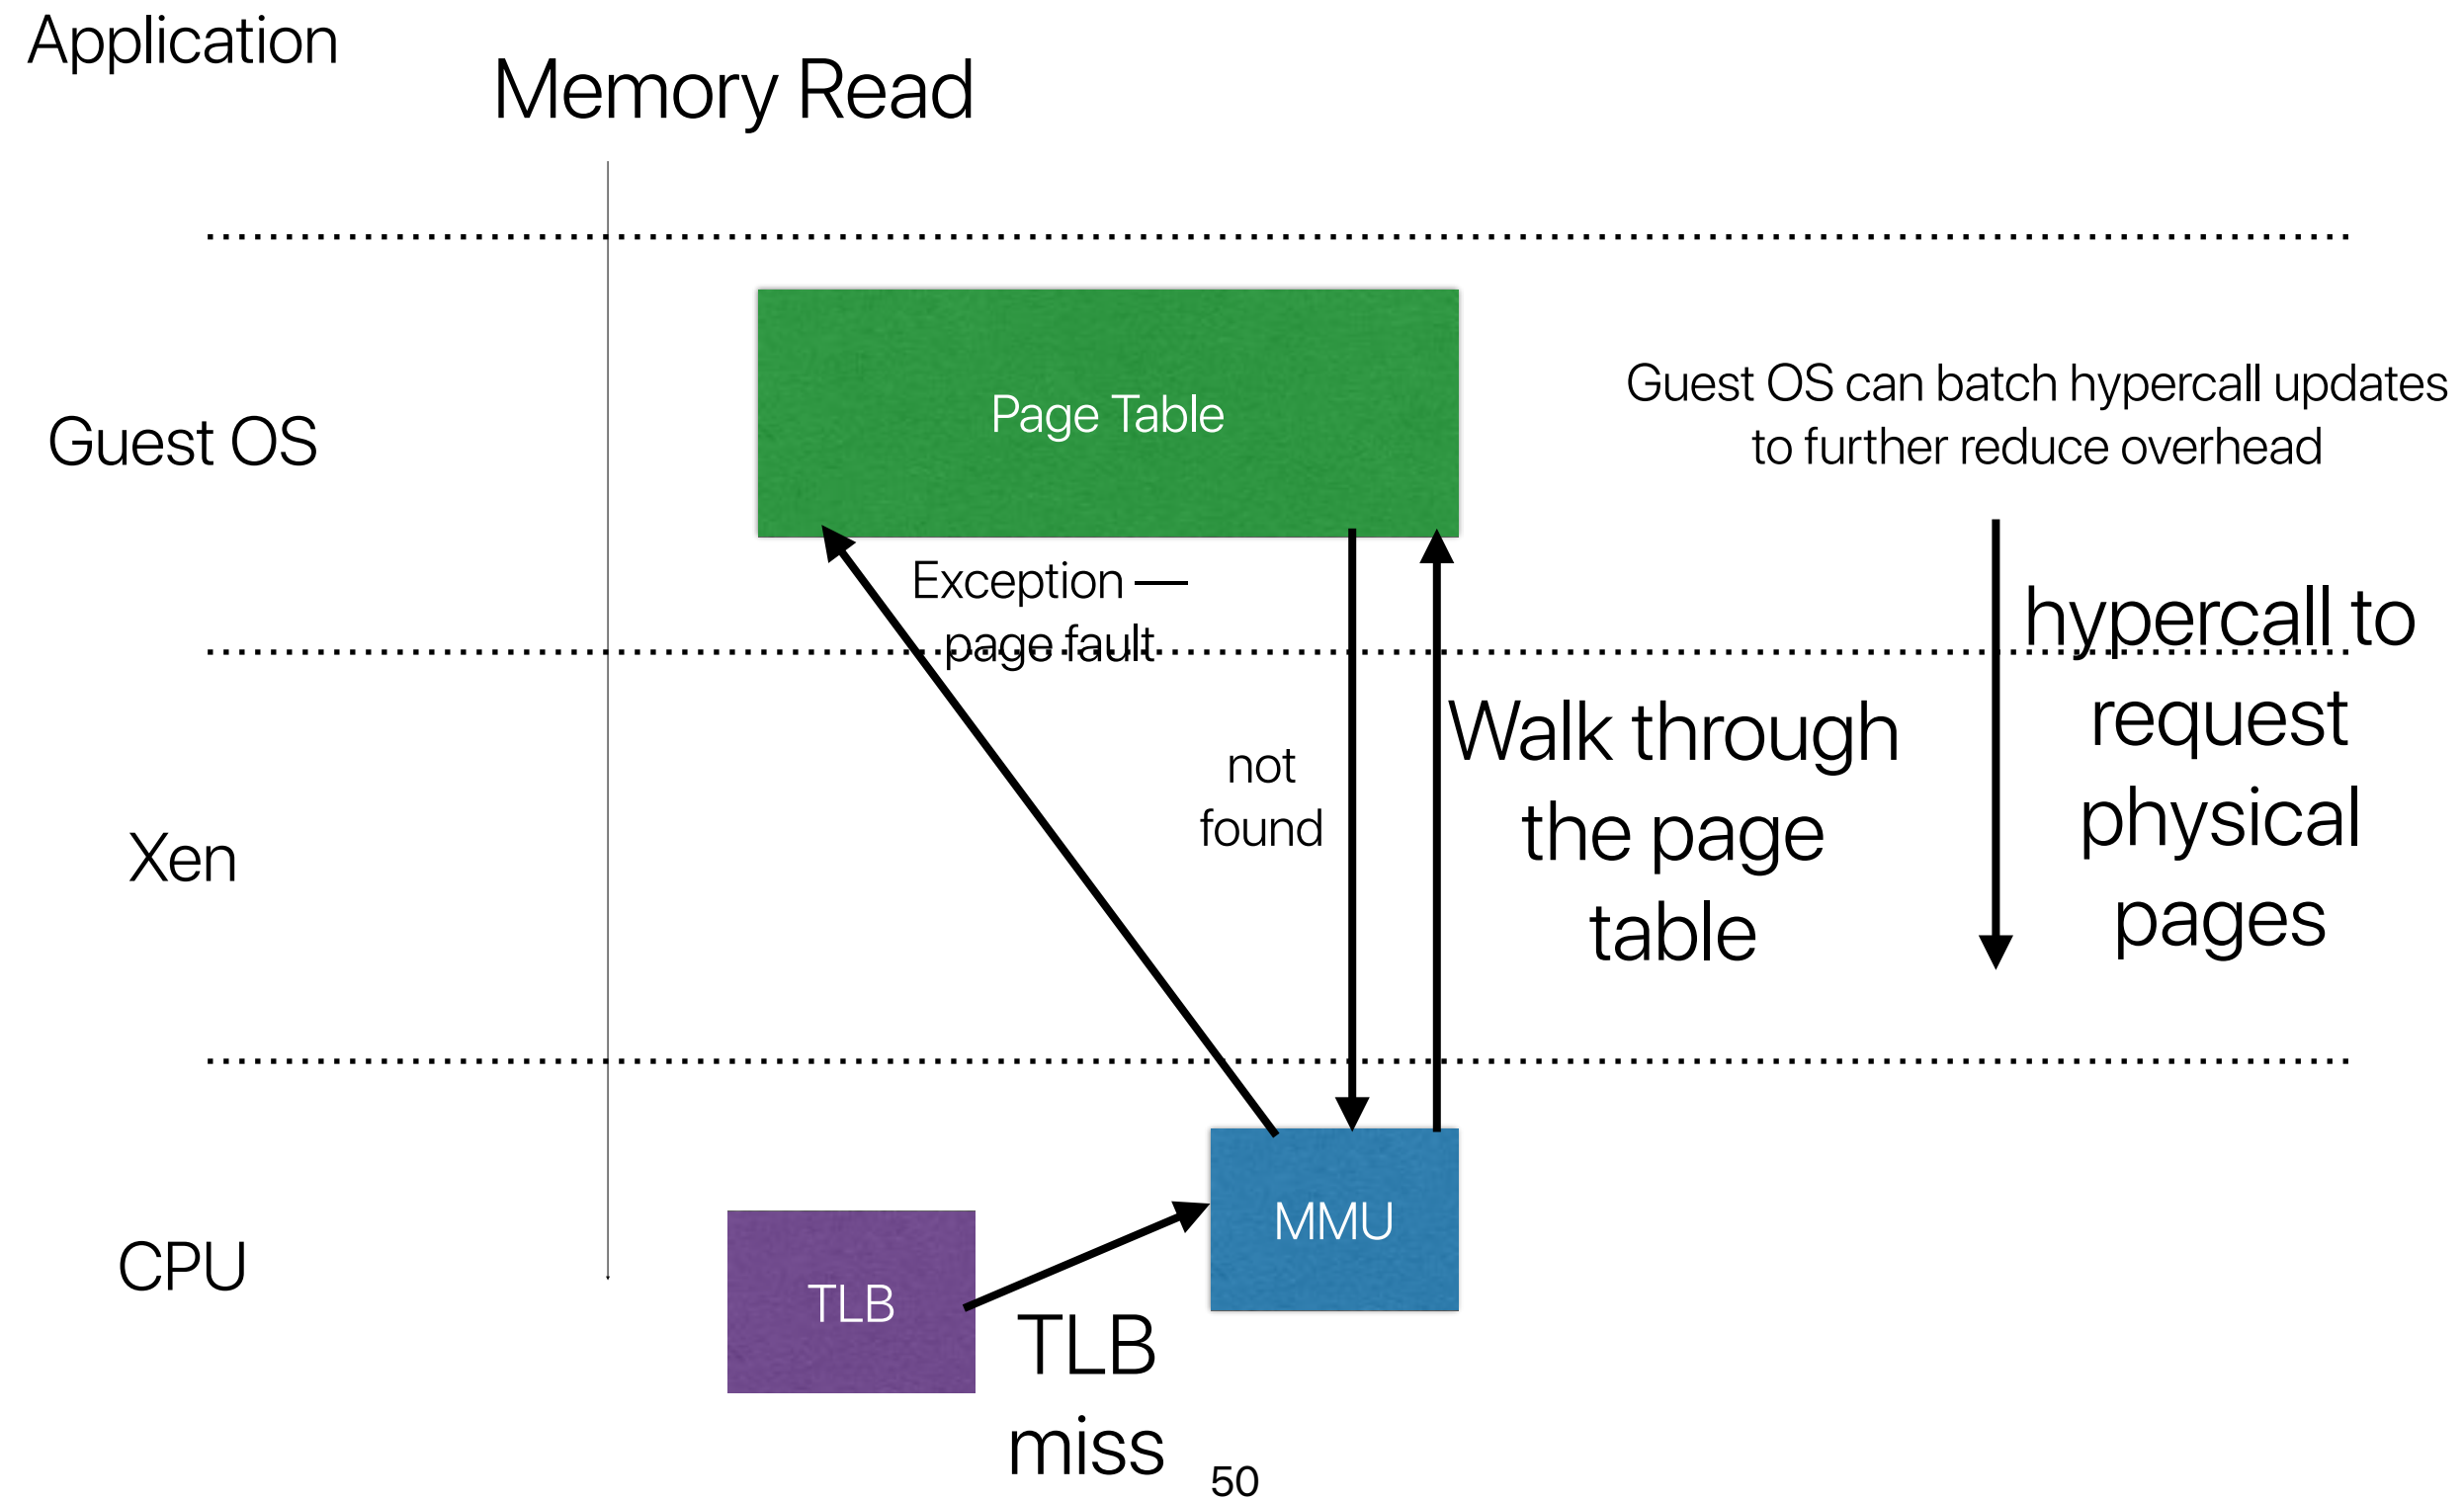 Application
Memory Read
Guest OS
Page Table
Guest OS can batch hypercall updates
to further reduce overhead
Exception —
page fault
hypercall to
request
physical
pages
Walk through
the page
table
not
found
Xen
CPU
MMU
TLB
TLB
miss
50